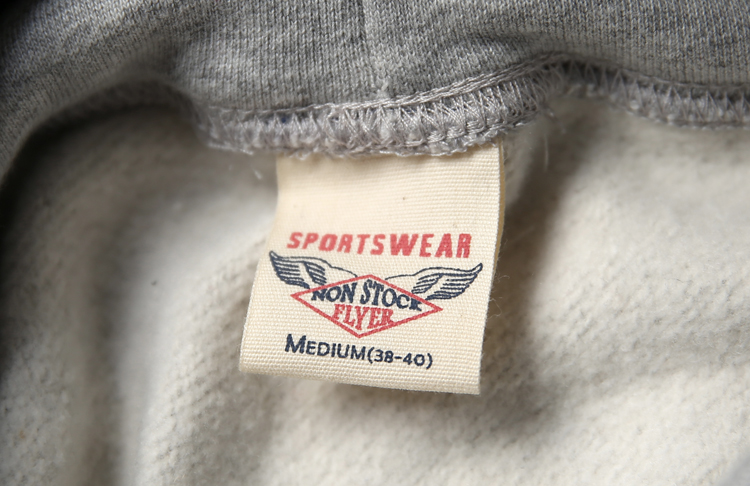 SPORTSWEAR
NON STOCK
FLYER
MEDIUM(38-40)